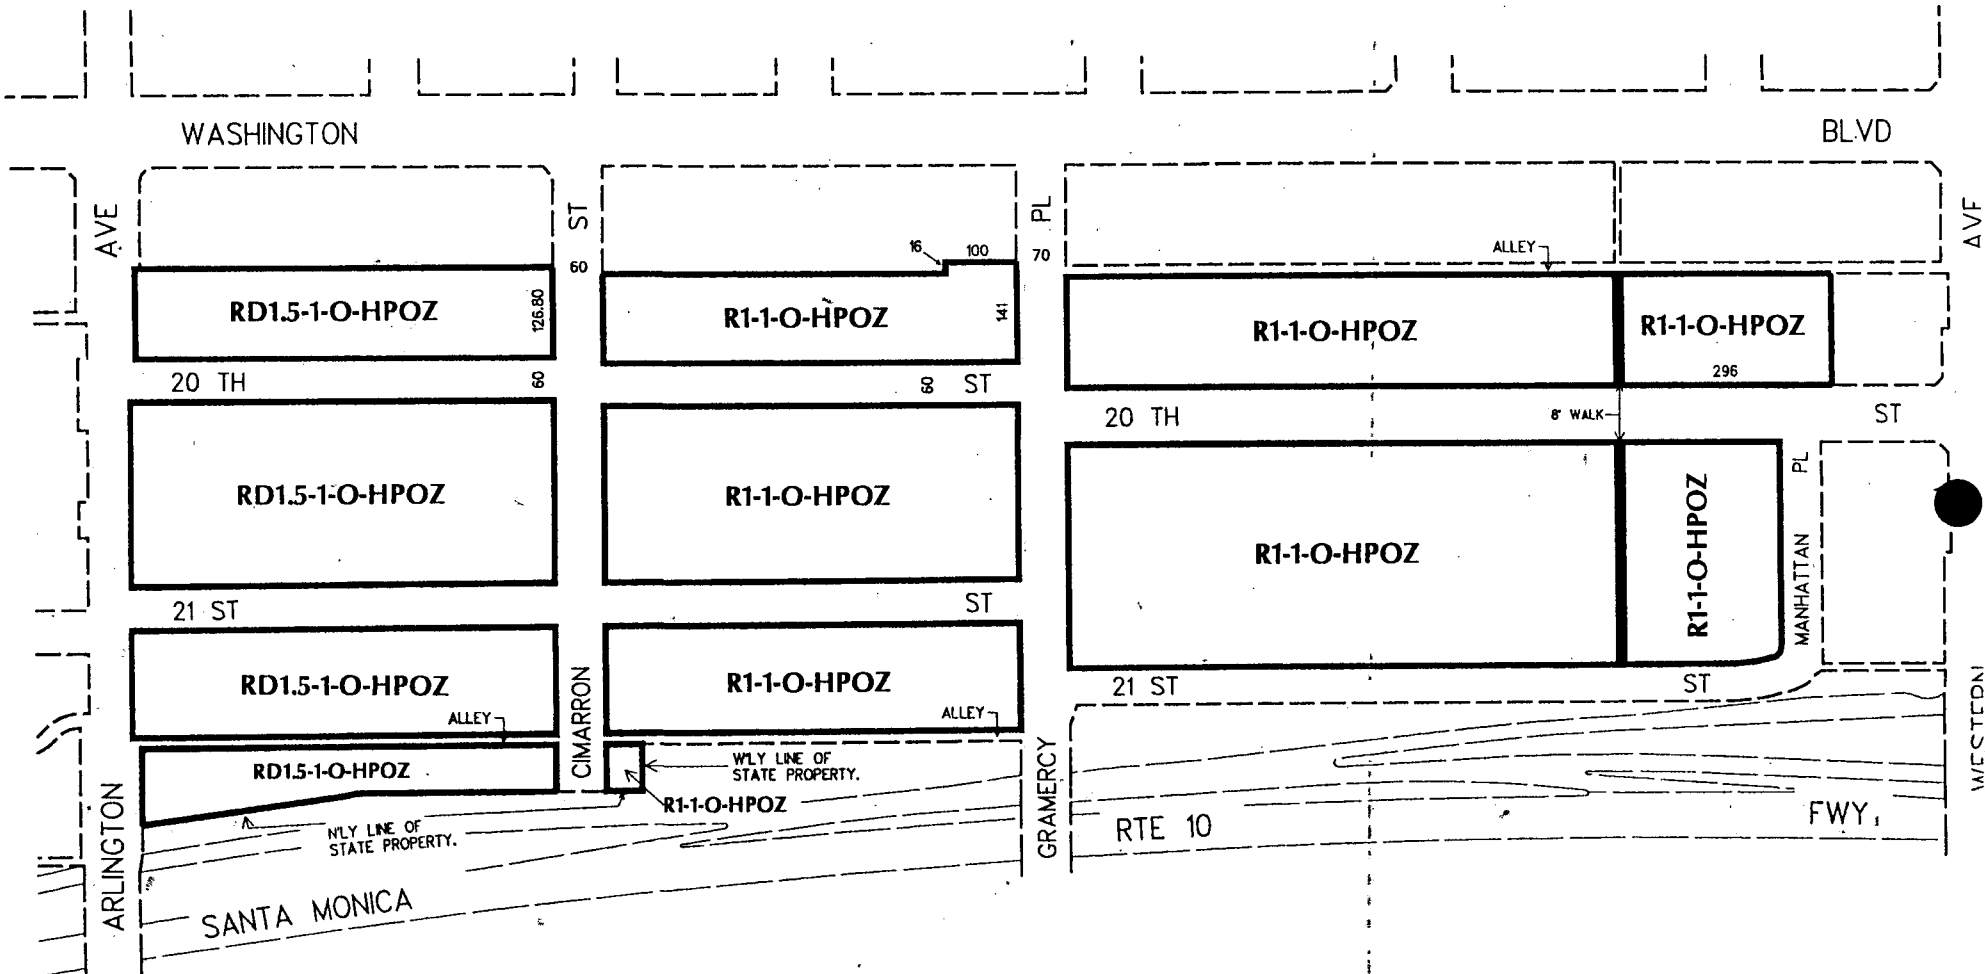 WASHINGTON
BLVD
AVE
ST
PL
60
16
100
70
ALLEY
RD1.5-1-O-HPOZ
126.80
R1-1-O-HPOZ
141
R1-1-O-HPOZ
R1-1-O-HPOZ
296
20 TH
60
60
ST
20 TH
8' WALK
ST
RD1.5-1-O-HPOZ
R1-1-O-HPOZ
R1-1-O-HPOZ
R1-1-O-HPOZ
MANHATTAN PL
21 ST
ST
RD1.5-1-O-HPOZ
R1-1-O-HPOZ
21 ST
ST
ALLEY
CIMARRON
ALLEY
GRAMERCY
RD1.5-1-O-HPOZ
W'LY LINE OF
STATE PROPERTY.
R1-1-O-HPOZ
ARLINGTON
N'LY LINE OF
STATE PROPERTY.
RTE 10
FWY.
SANTA MONICA